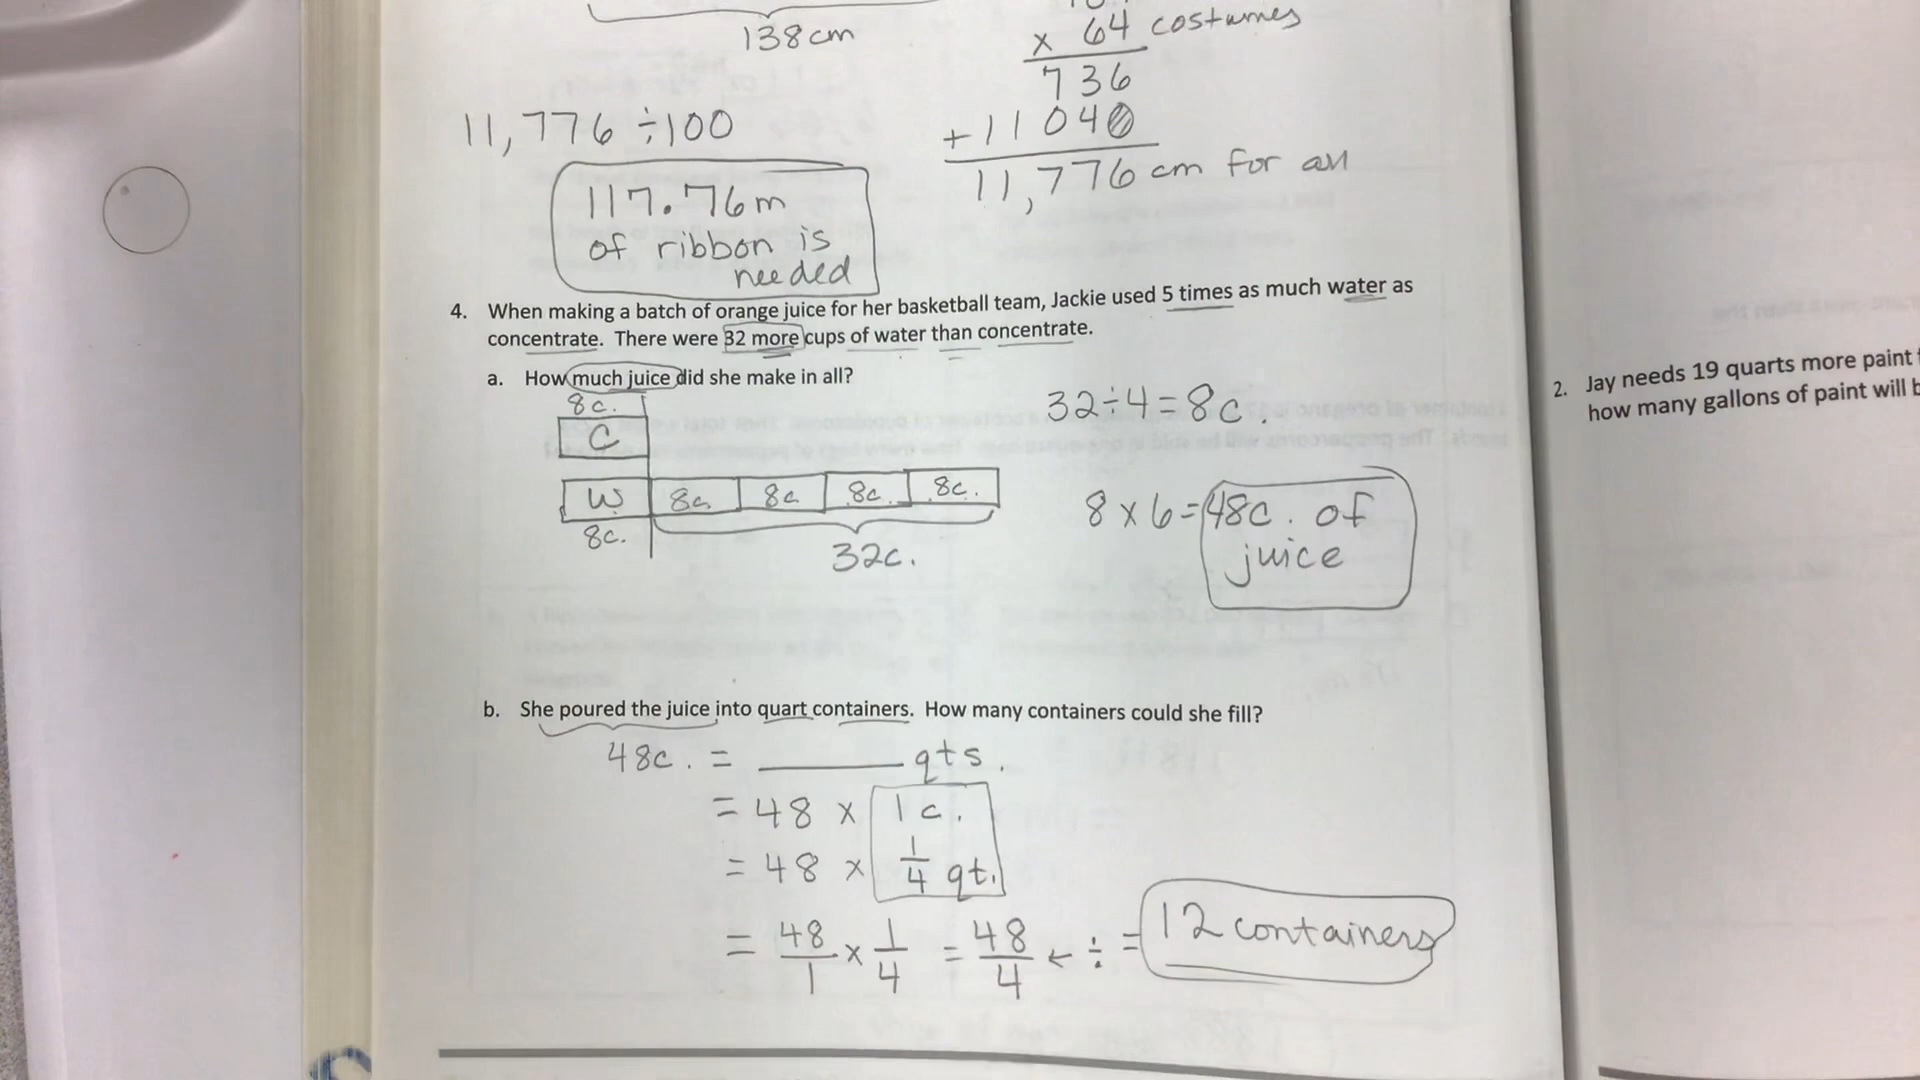 138cm
x 64 costumes
736
+11040
11,776 cm for all
11,776 ÷100
117.76m
of ribbon is
needed
4. When making a batch of orange juice for her basketball team, Jackie used 5 times as much water as
concentrate. There were 32 more cups of water than concentrate.
a. How much juice did she make in all?
8c.
C
W 8c. 8c 8c. 8c.
8c.
32c.
32÷4=8c.
8 x 6=48c. of
juice
b. She poured the juice into quart containers. How many containers could she fill?
48c. = ______ qts.
= 48 x 1 c.
= 48 x 1/4 qt.
= 48/1 x 1/4 = 48/4 ← ÷ = 12 containers
2. Jay needs 19 quarts more paint
how many gallons of paint will